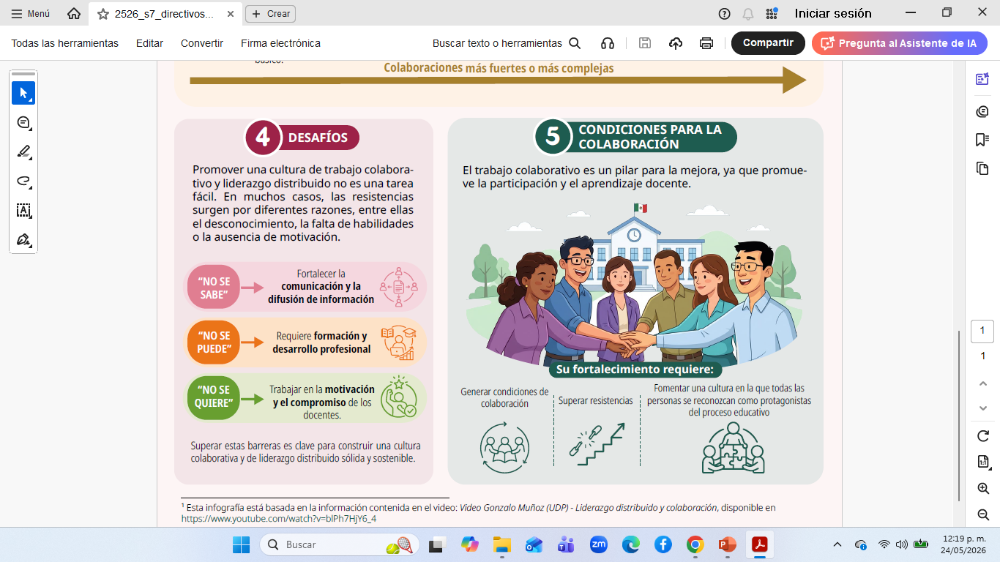 Menú
2526_s7_directivos...
Crear
Iniciar sesión
Todas las herramientas
Editar
Convertir
Firma electrónica
Buscar texto o herramientas
Compartir
Pregunta al Asistente de IA
básico.
Colaboraciones más fuertes o más complejas
4 DESAFÍOS
Promover una cultura de trabajo colabora-
tivo y liderazgo distribuido no es una tarea
fácil. En muchos casos, las resistencias
surgen por diferentes razones, entre ellas
el desconocimiento, la falta de habilidades
o la ausencia de motivación.
“NO SE
SABE”
Fortalecer la
comunicación y la
difusión de información
“NO SE
PUEDE”
Requiere formación y
desarrollo profesional
“NO SE
QUIERE”
Trabajar en la motivación
y el compromiso de los
docentes.
Superar estas barreras es clave para construir una cultura
colaborativa y de liderazgo distribuido sólida y sostenible.
5 CONDICIONES PARA LA
COLABORACIÓN
El trabajo colaborativo es un pilar para la mejora, ya que promue-
ve la participación y el aprendizaje docente.
Su fortalecimiento requiere:
Generar condiciones de
colaboración
Superar resistencias
Fomentar una cultura en la que todas las
personas se reconozcan como protagonistas
del proceso educativo
1 Esta infografía está basada en la información contenida en el video: Video Gonzalo Muñoz (UDP) - Liderazgo distribuido y colaboración, disponible en
https://www.youtube.com/watch?v=blPh7HjY6_4
1
1
1:1
Buscar
zm
12:19 p. m.
24/05/2026